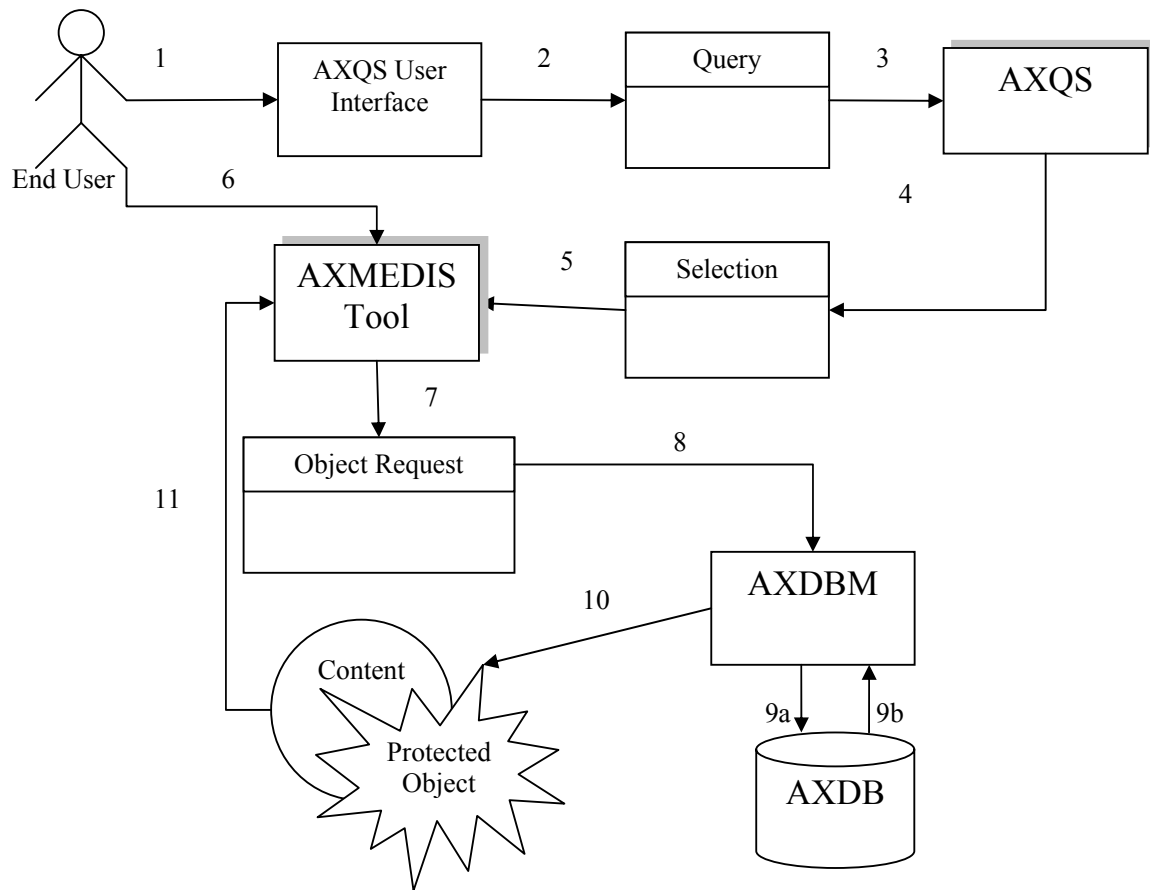 1
AXQS User
Interface
2
Query
3
AXQS
End User
6
4
AXMEDIS
Tool
5
Selection
7
Object Request
8
11
AXDBM
10
Content
9a
9b
Protected
Object
AXDB